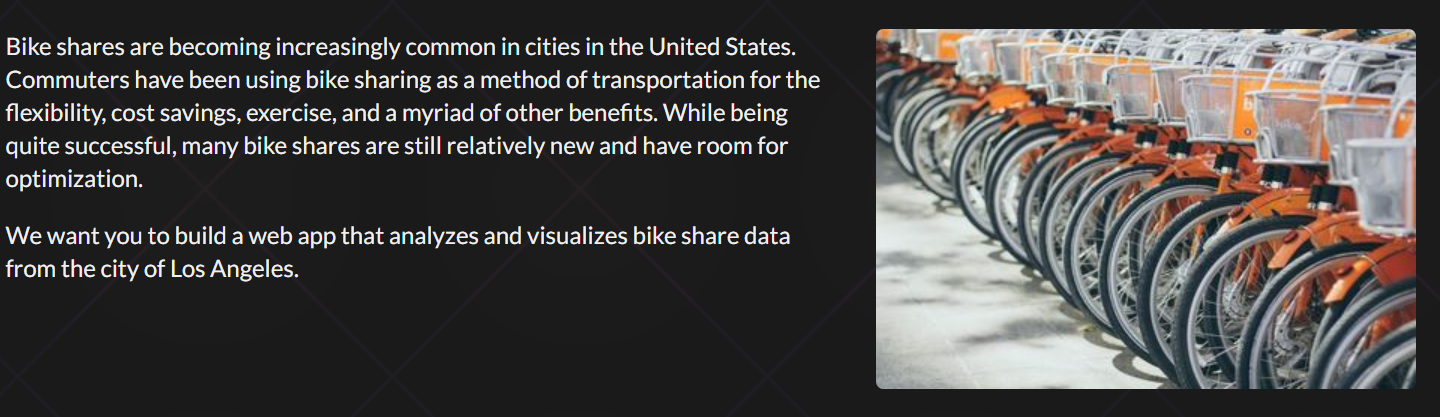 Bike shares are becoming increasingly common in cities in the United States.
Commuters have been using bike sharing as a method of transportation for the
flexibility, cost savings, exercise, and a myriad of other benefits. While being
quite successful, many bike shares are still relatively new and have room for
optimization.
We want you to build a web app that analyzes and visualizes bike share data
from the city of Los Angeles.